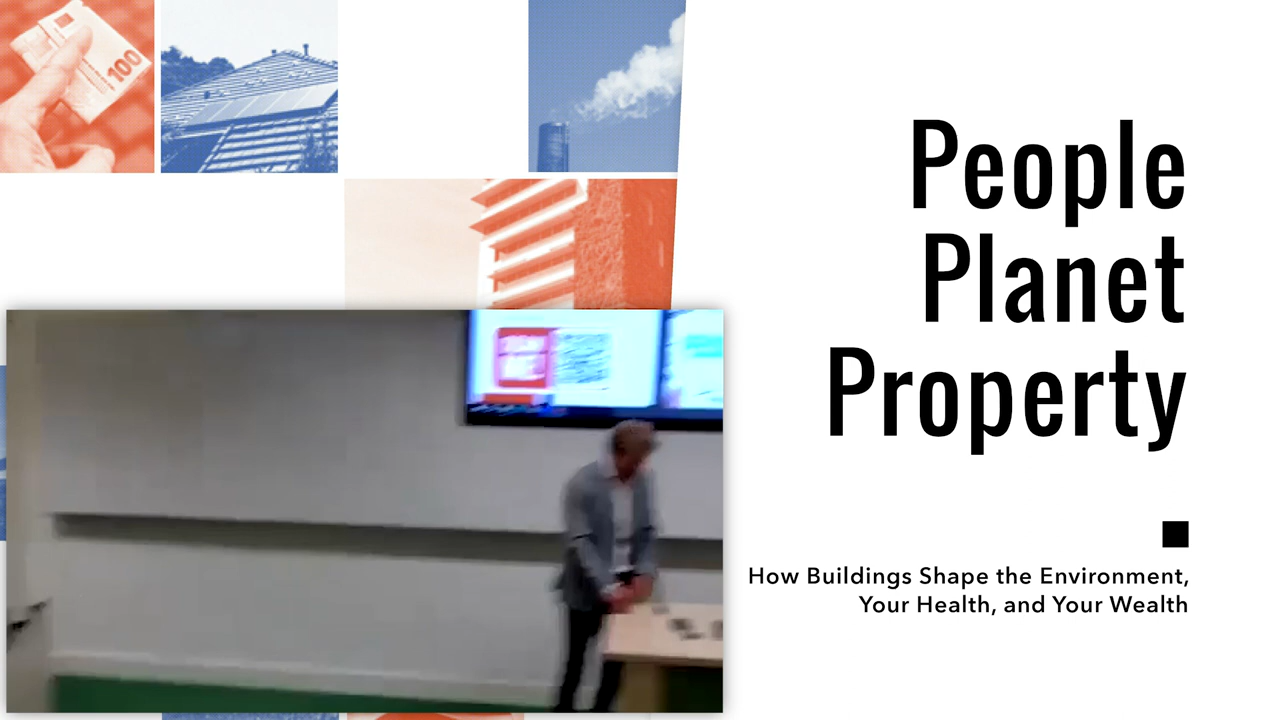 100
People
Planet
Property
How Buildings Shape the Environment,
Your Health, and Your Wealth